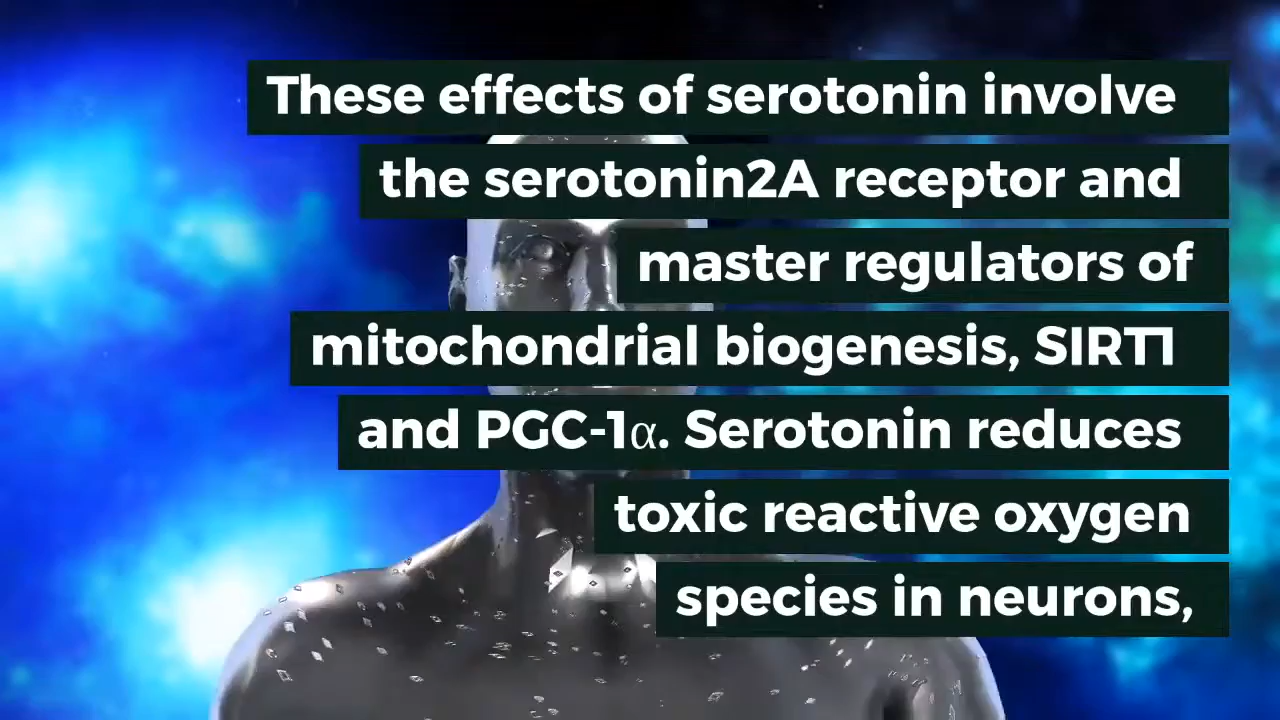 These effects of serotonin involve
the serotonin2A receptor and
master regulators of
mitochondrial biogenesis, SIRT1
and PGC-1α. Serotonin reduces
toxic reactive oxygen
species in neurons,